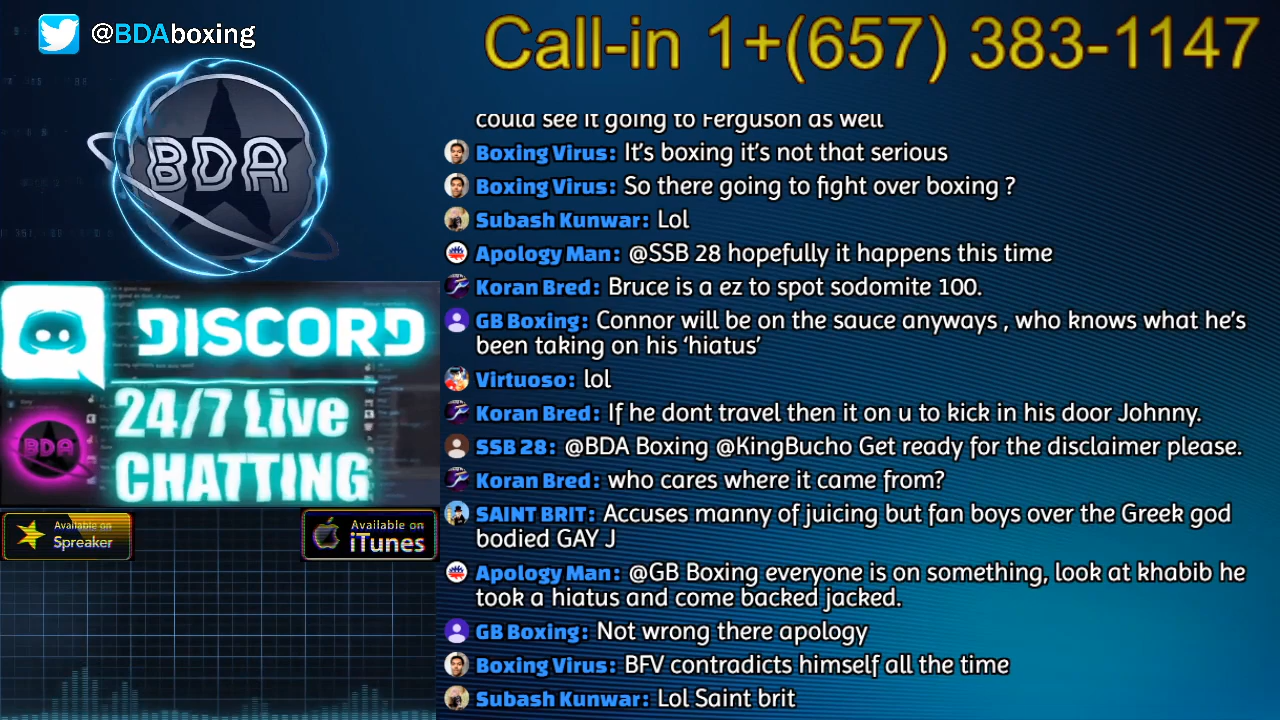 @BDAboxing
Call-in 1+(657) 383-1147
BDA
could see it going to Ferguson as well
Boxing Virus: It's boxing it's not that serious
Boxing Virus: So there going to fight over boxing ?
Subash Kunwar: Lol
Apology Man: @SSB 28 hopefully it happens this time
Koran Bred: Bruce is a ez to spot sodomite 100.
GB Boxing: Connor will be on the sauce anyways , who knows what he's
been taking on his 'hiatus'
Virtuoso: lol
Koran Bred: If he dont travel then it on u to kick in his door Johnny.
SSB 28: @BDA Boxing @KingBucho Get ready for the disclaimer please.
Koran Bred: who cares where it came from?
SAINT BRIT: Accuses manny of juicing but fan boys over the Greek god
bodied GAY J
Apology Man: @GB Boxing everyone is on something, look at khabib he
took a hiatus and come backed jacked.
GB Boxing: Not wrong there apology
Boxing Virus: BFV contradicts himself all the time
Subash Kunwar: Lol Saint brit
DISCORD
24/7 Live
CHATTING
BDA
Available on
Spreaker
Available on
iTunes